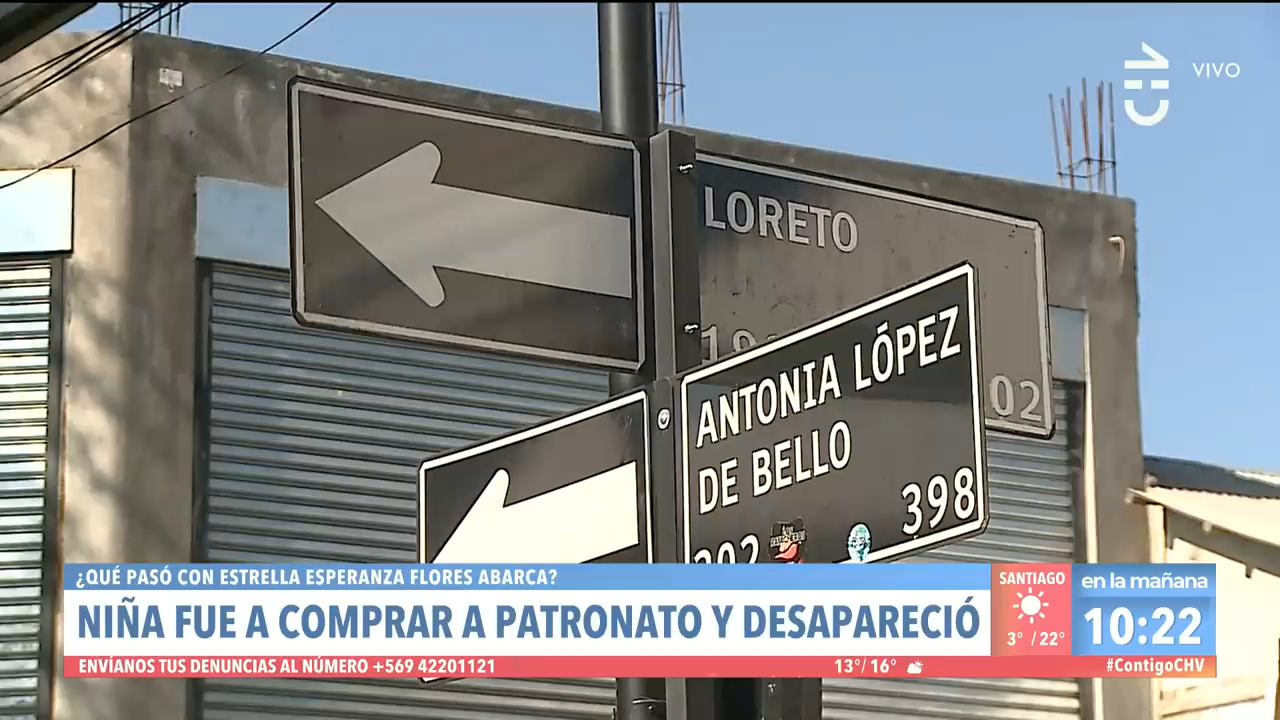 CHV
VIVO
LORETO
02
ANTONIA LÓPEZ
DE BELLO
398
¿QUÉ PASÓ CON ESTRELLA ESPERANZA FLORES ABARCA?
NIÑA FUE A COMPRAR A PATRONATO Y DESAPARECIÓ
SANTIAGO
3° / 22°
en la mañana
10:22
ENVÍANOS TUS DENUNCIAS AL NÚMERO +569 42201121
13°/ 16°
#ContigoCHV